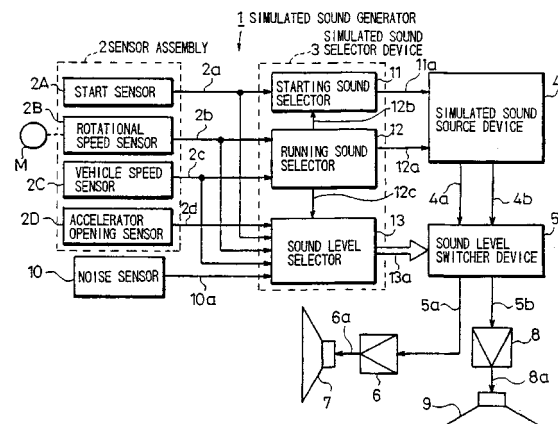 1 SIMULATED SOUND GENERATOR
SIMULATED SOUND
SELECTOR DEVICE
2 SENSOR ASSEMBLY
3
2A
START SENSOR
2a
STARTING SOUND
SELECTOR
11
11a
12b
2B
ROTATIONAL
SPEED SENSOR
2b
M
RUNNING SOUND
SELECTOR
12
12a
12c
SIMULATED SOUND
SOURCE DEVICE
4
2C
VEHICLE SPEED
SENSOR
2c
2D
ACCELERATOR
OPENING SENSOR
2d
4a
4b
SOUND LEVEL
SELECTOR
13
13a
SOUND LEVEL
SWITCHER DEVICE
5
10
NOISE SENSOR
10a
5a
5b
6a
6
7
8
8a
9